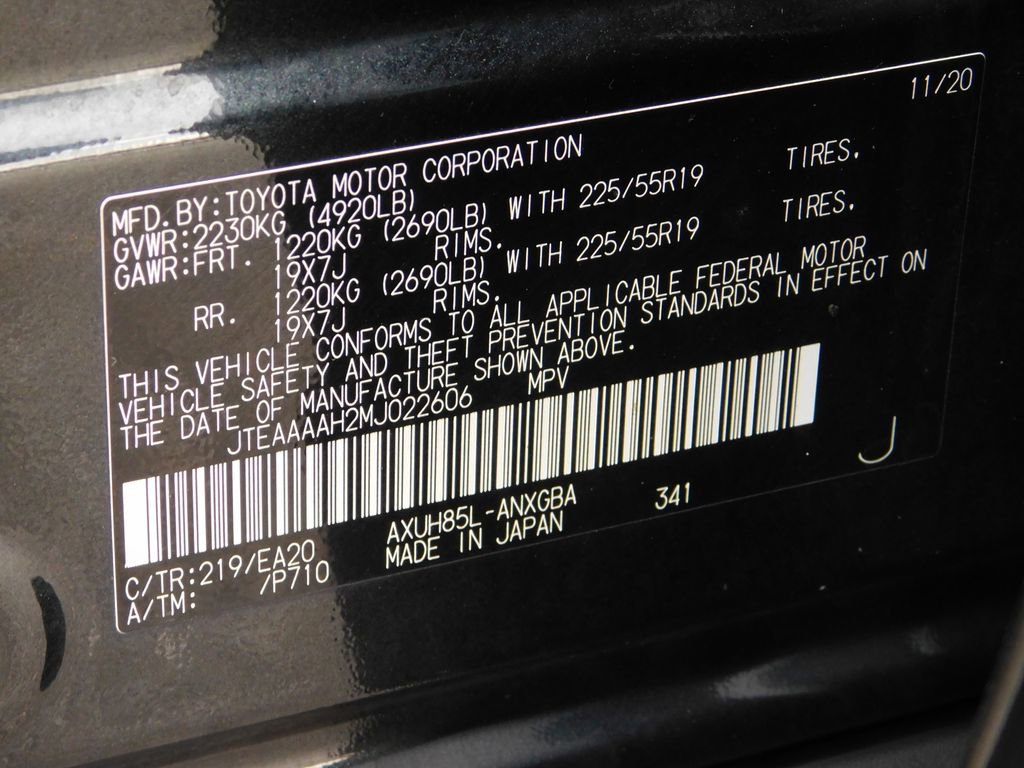 11/20
MFD. BY: TOYOTA MOTOR CORPORATION
GVWR: 2230KG (4920LB)
GAWR: FRT. 1220KG (2690LB) WITH 225/55R19 TIRES.
19X7J RIMS.
RR. 1220KG (2690LB) WITH 225/55R19 TIRES.
19X7J RIMS.
THIS VEHICLE CONFORMS TO ALL APPLICABLE FEDERAL MOTOR
VEHICLE SAFETY AND THEFT PREVENTION STANDARDS IN EFFECT ON
THE DATE OF MANUFACTURE SHOWN ABOVE.
JTEAAAAH2MJ022606 MPV
C/TR: 219/EA20 AXUH85L-ANXGBA 341 J
A/TM: /P710 MADE IN JAPAN